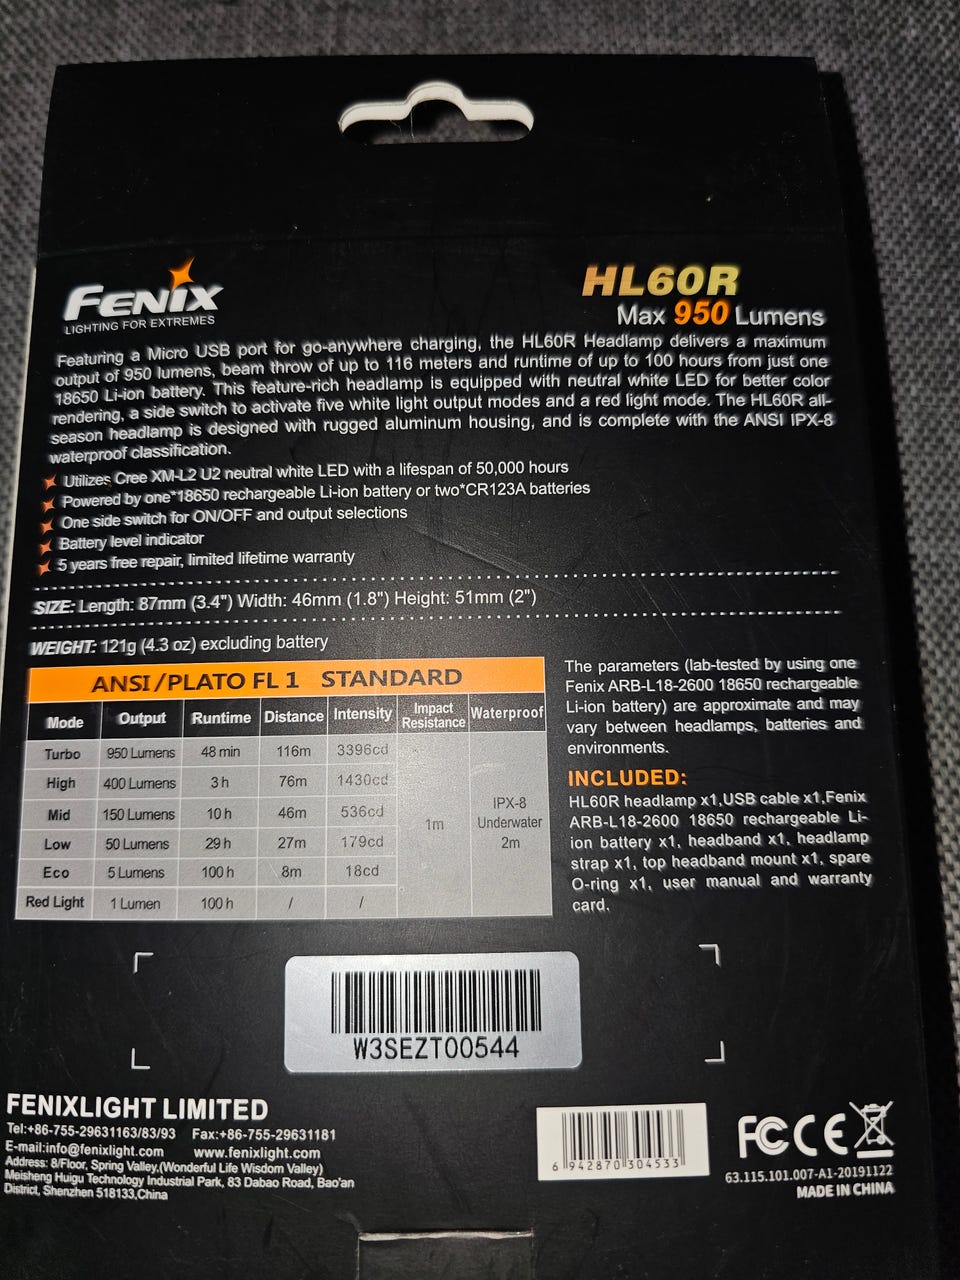 FENIX
LIGHTING FOR EXTREMES
HL60R
Max 950 Lumens
Featuring a Micro USB port for go-anywhere charging, the HL60R Headlamp delivers a maximum
output of 950 lumens, beam throw of up to 116 meters and runtime of up to 100 hours from just one
18650 Li-ion battery. This feature-rich headlamp is equipped with neutral white LED for better color
rendering, a side switch to activate five white light output modes and a red light mode. The HL60R all-
season headlamp is designed with rugged aluminum housing, and is complete with the ANSI IPX-8
waterproof classification.
Utilizes Cree XM-L2 U2 neutral white LED with a lifespan of 50,000 hours
Powered by one*18650 rechargeable Li-ion battery or two*CR123A batteries
One side switch for ON/OFF and output selections
Battery level indicator
5 years free repair, limited lifetime warranty
SIZE: Length: 87mm (3.4") Width: 46mm (1.8") Height: 51mm (2")
WEIGHT: 121g (4.3 oz) excluding battery
ANSI/PLATO FL 1 STANDARD
Mode Output Runtime Distance Intensity Impact Resistance Waterproof
Turbo 950 Lumens 48 min 116m 3396cd
High 400 Lumens 3 h 76m 1430cd
Mid 150 Lumens 10 h 46m 536cd
Low 50 Lumens 29 h 27m 179cd
Eco 5 Lumens 100 h 8m 18cd
Red Light 1 Lumen 100 h / /
1m
IPX-8
Underwater
2m
The parameters (lab-tested by using one
Fenix ARB-L18-2600 18650 rechargeable
Li-ion battery) are approximate and may
vary between headlamps, batteries and
environments.
INCLUDED:
HL60R headlamp x1,USB cable x1,Fenix
ARB-L18-2600 18650 rechargeable Li-
ion battery x1, headband x1, headlamp
strap x1, top headband mount x1, spare
O-ring x1, user manual and warranty
card.
W3SEZT00544
FENIXLIGHT LIMITED
Tel:+86-755-29631163/83/93 Fax:+86-755-29631181
E-mail:info@fenixlight.com www.fenixlight.com
Address: 8/Floor, Spring Valley,(Wonderful Life Wisdom Valley)
Meisheng Huigu Technology Industrial Park, 83 Dabao Road, Bao'an
District, Shenzhen 518133,China
6 942870 304533
FC CE
63.115.101.007-A1-20191122
MADE IN CHINA